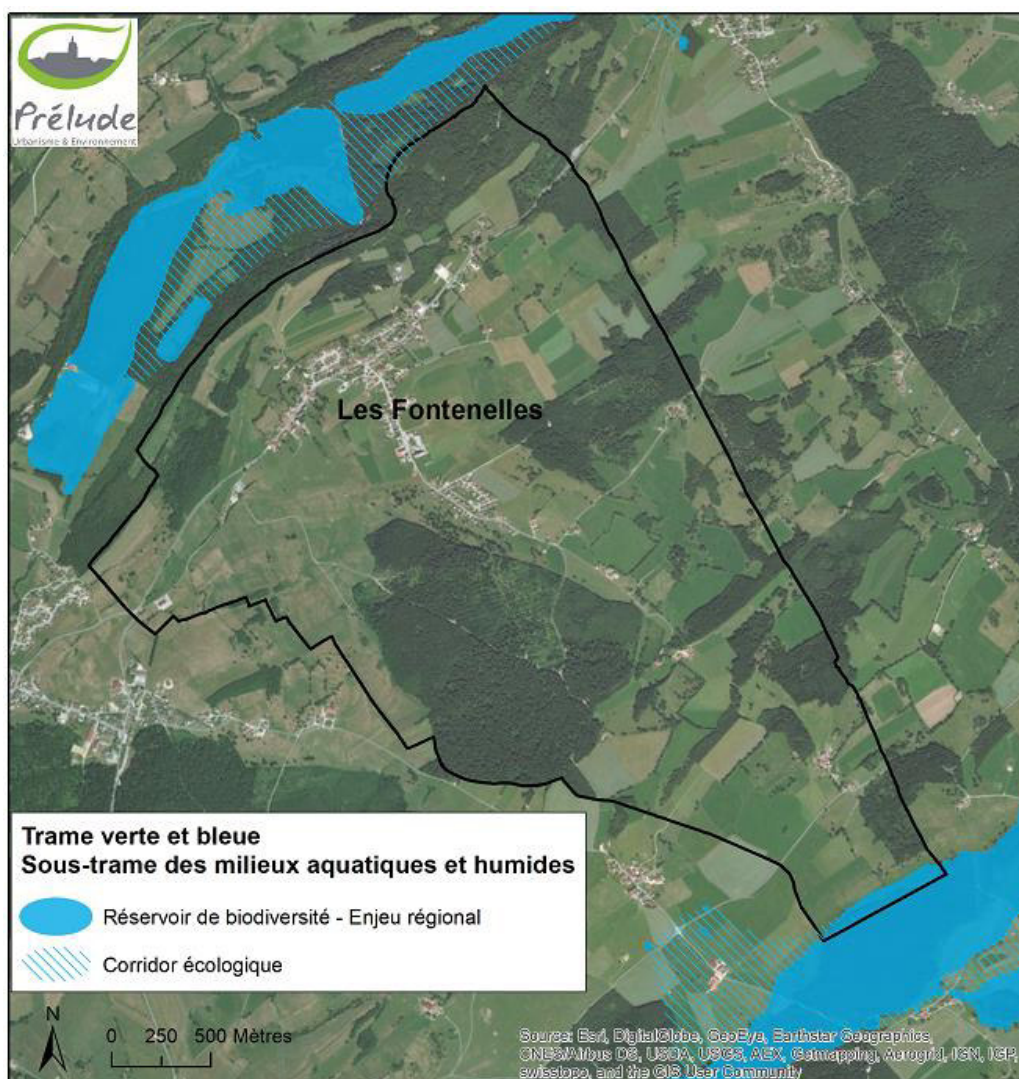 Prélude
Urbanisme & Environnement
Les Fontenelles
Trame verte et bleue
Sous-trame des milieux aquatiques et humides
Réservoir de biodiversité - Enjeu régional
Corridor écologique
N
0 250 500 Mètres
Source: Esri, DigitalGlobe, GeoEye, Earthstar Geographics,
CNES/Airbus DS, USDA, USGS, AEX, Getmapping, Aerogrid, IGN, IGP,
swisstopo, and the GIS User Community